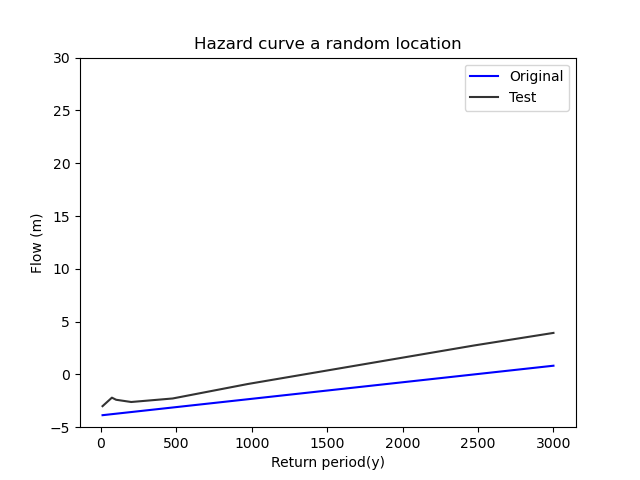 Hazard curve a random location
Original
Test
30
25
20
15
10
5
0
−5
Flow (m)
0 500 1000 1500 2000 2500 3000
Return period(y)